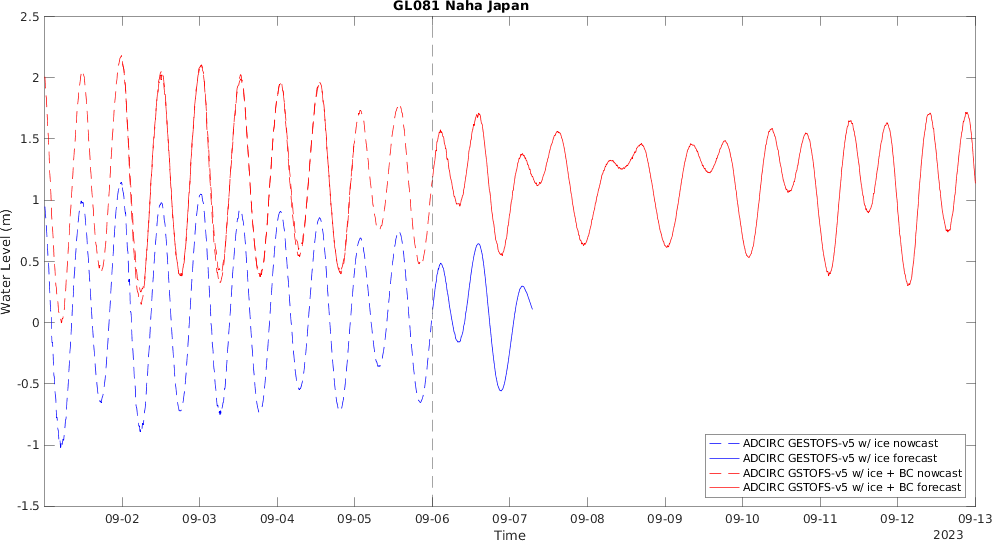 GL081 Naha Japan
2.5
2
1.5
1
0.5
0
-0.5
-1
-1.5
Water Level (m)
ADCIRC GESTOFS-v5 w/ ice nowcast
ADCIRC GESTOFS-v5 w/ ice forecast
ADCIRC GSTOFS-v5 w/ ice + BC nowcast
ADCIRC GSTOFS-v5 w/ ice + BC forecast
09-02 09-03 09-04 09-05 09-06 09-07 09-08 09-09 09-10 09-11 09-12 09-13
Time
2023